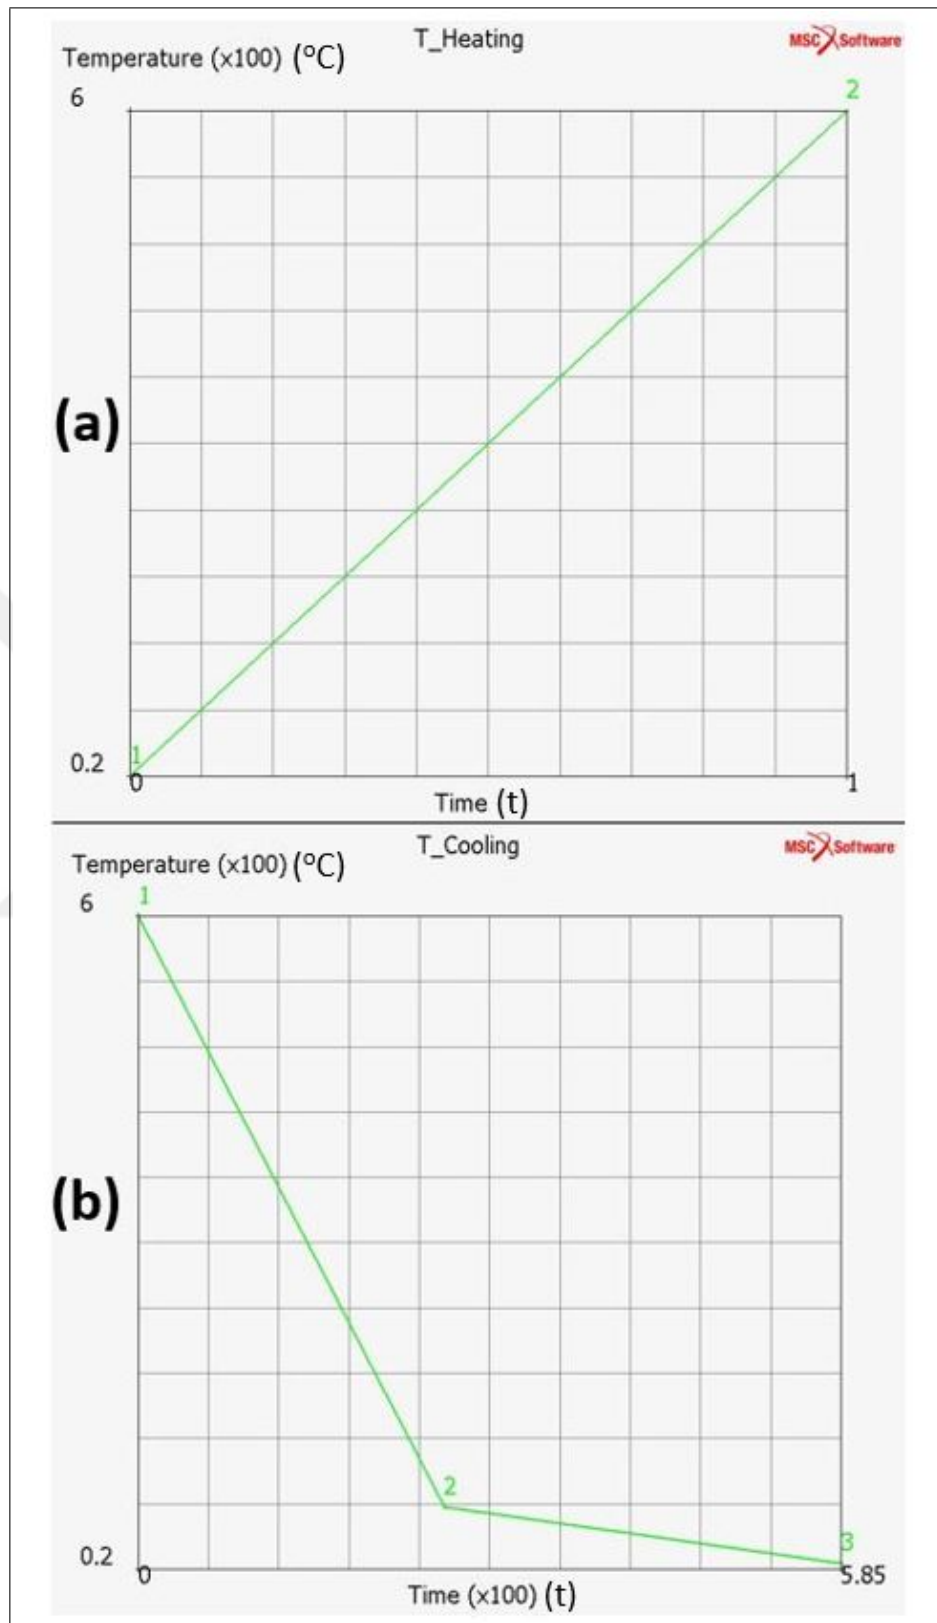 T_Heating
MSC Software
Temperature (x100) (°C)
6
2
(a)
1
0.2
0
1
Time (t)
T_Cooling
MSC Software
Temperature (x100) (°C)
6
1
(b)
2
3
0.2
0
5.85
Time (x100) (t)